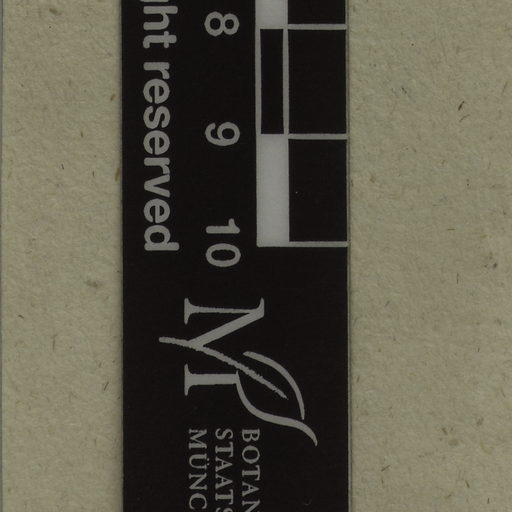 ght reserved
8
9
10
M
BOTAN
STAATS
MÜNC